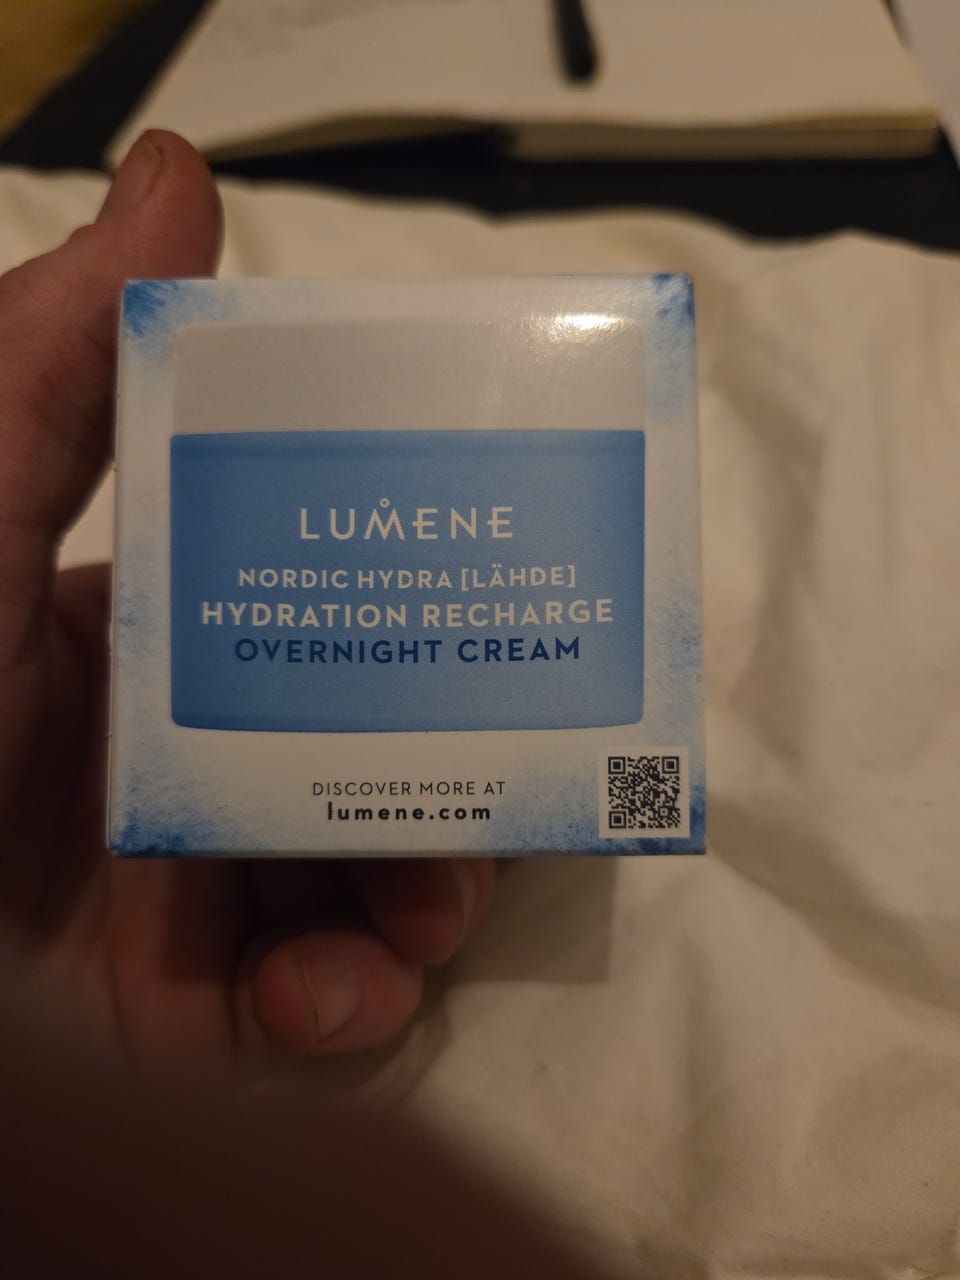 LUMENE
NORDIC HYDRA [LÄHDE]
HYDRATION RECHARGE
OVERNIGHT CREAM
DISCOVER MORE AT
lumene.com